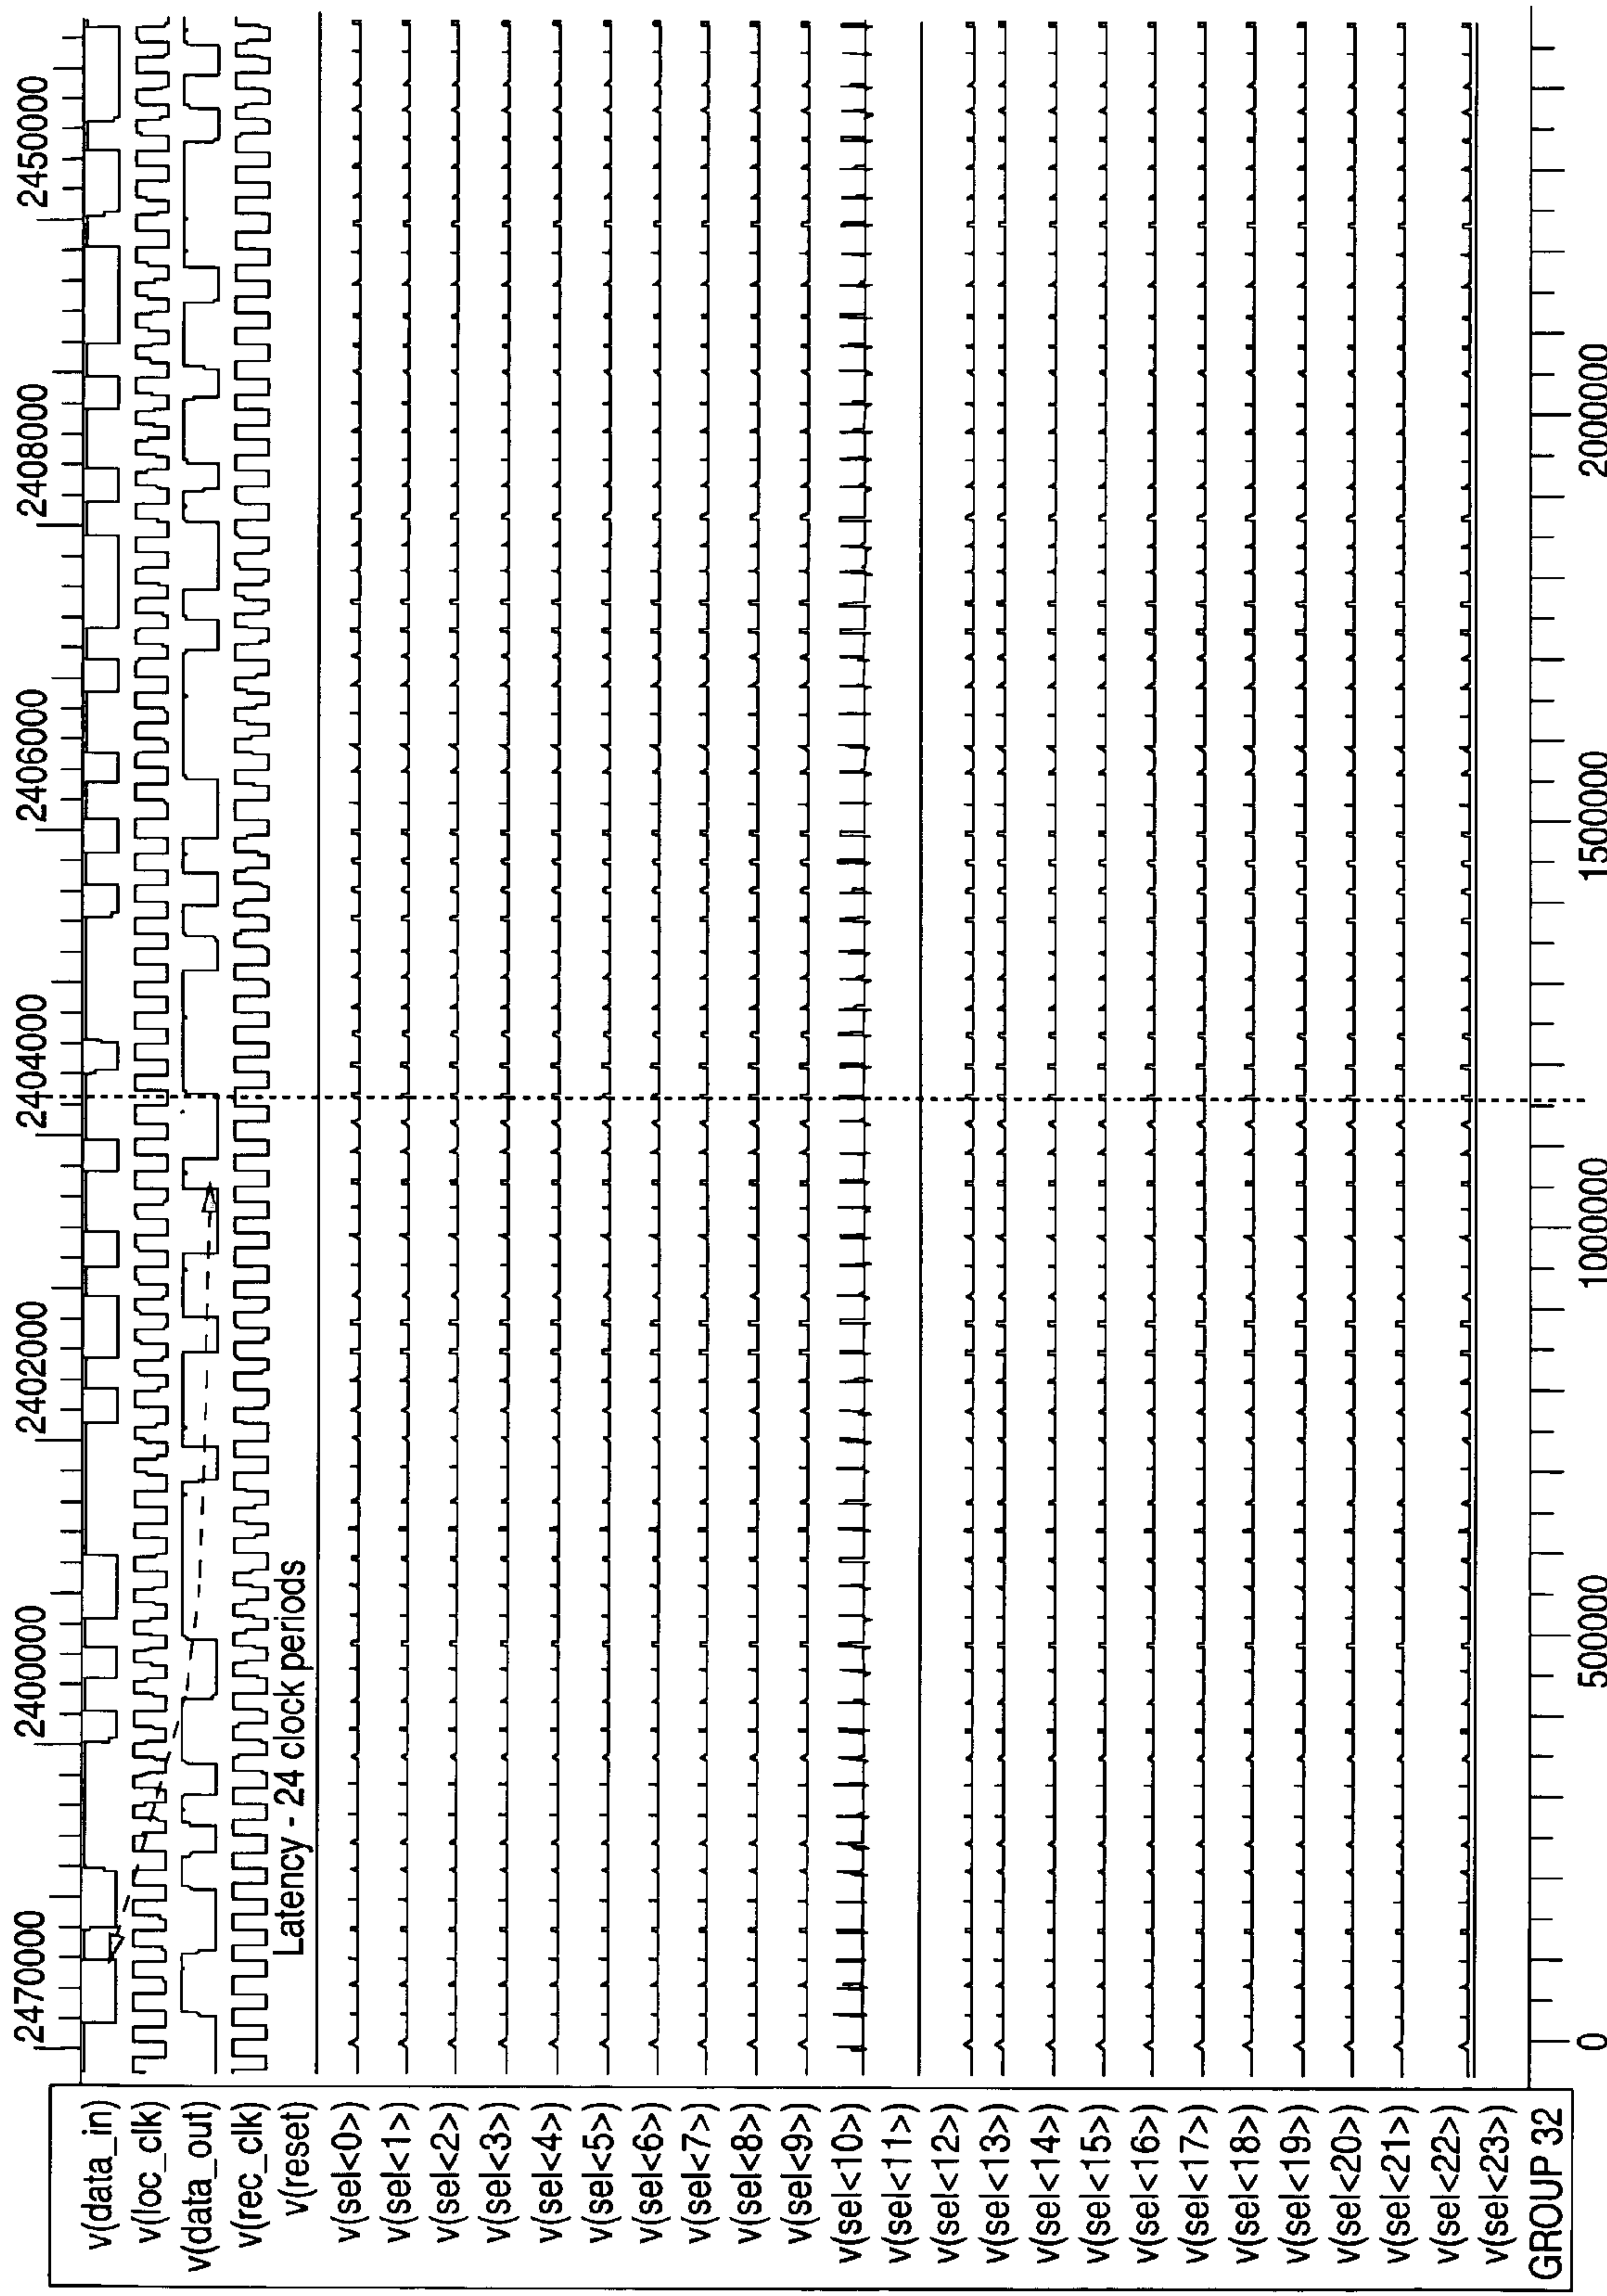 2470000 2400000 2402000 2404000 2406000 2408000 2450000
v(data_in)
v(loc_clk)
v(data_out)
v(rec_clk)
Latency - 24 clock periods
v(reset)
v(sel<0>)
v(sel<1>)
v(sel<2>)
v(sel<3>)
v(sel<4>)
v(sel<5>)
v(sel<6>)
v(sel<7>)
v(sel<8>)
v(sel<9>)
v(sel<10>)
v(sel<11>)
v(sel<12>)
v(sel<13>)
v(sel<14>)
v(sel<15>)
v(sel<16>)
v(sel<17>)
v(sel<18>)
v(sel<19>)
v(sel<20>)
v(sel<21>)
v(sel<22>)
v(sel<23>)
GROUP 32
0 500000 1000000 1500000 2000000